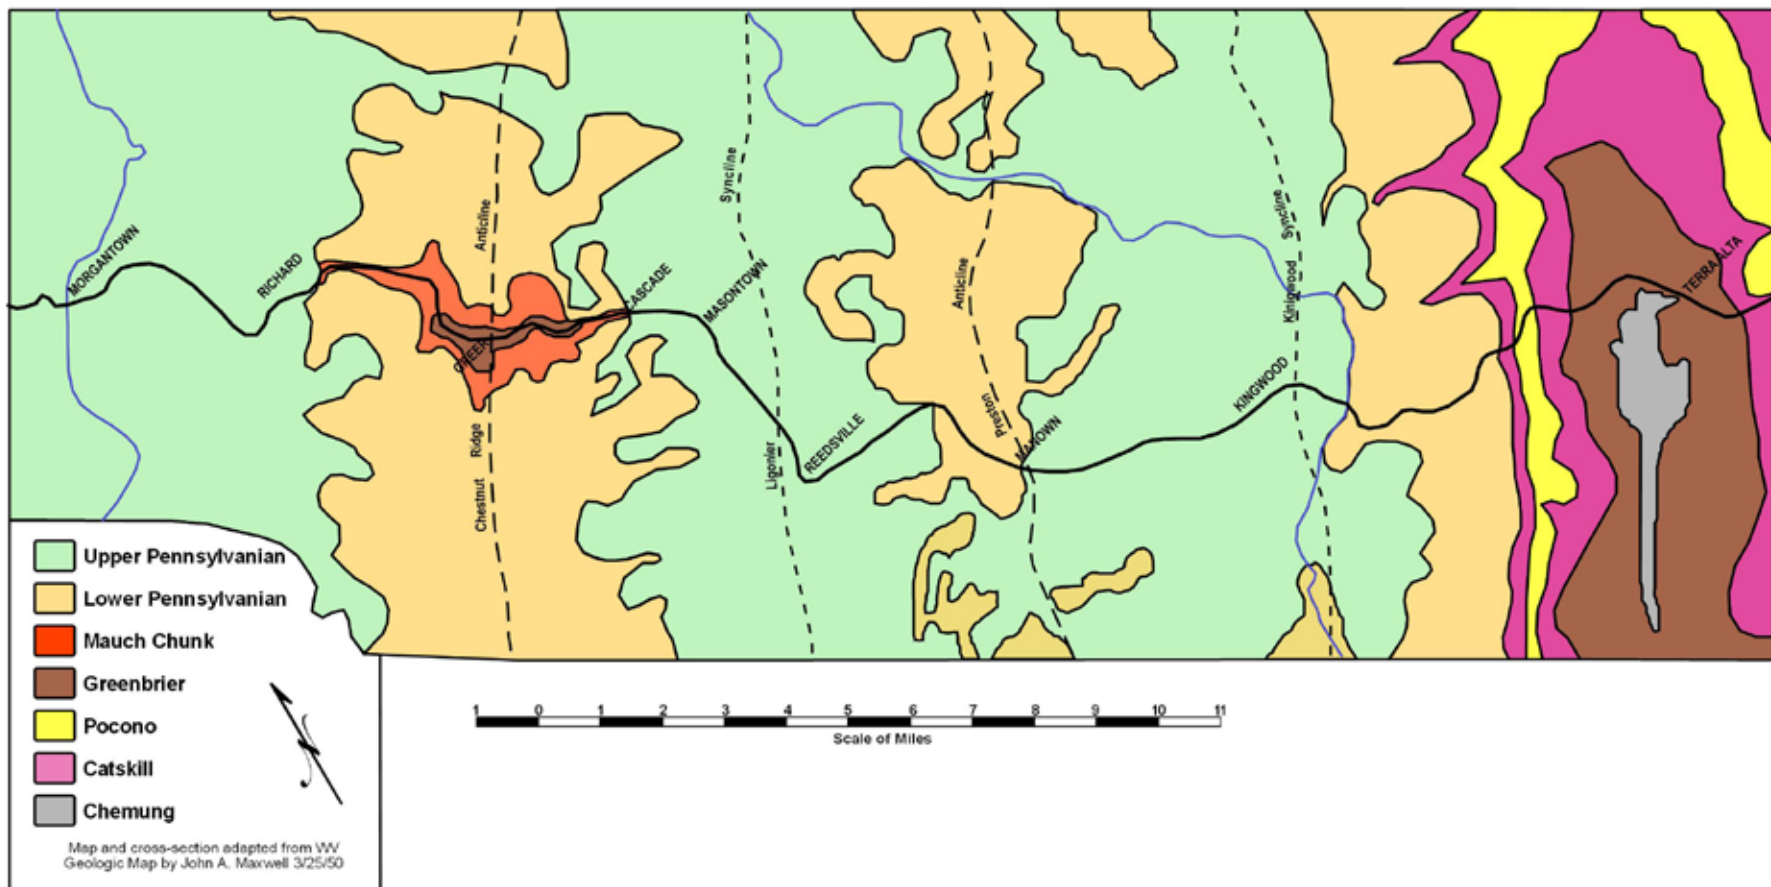 MORGANTOWN
RICHARD
Anticline
GREER
Ridge
Chestnut
CASCADE
Syncline
MASONTOWN
Ligonier
REEDSVILLE
Anticline
Preston
MANOWN
KINGWOOD
Syncline
Kinigwood
TERRA ALTA
Upper Pennsylvanian
Lower Pennsylvanian
Mauch Chunk
Greenbrier
Pocono
Catskill
Chemung
Map and cross-section adapted from WV
Geologic Map by John A. Maxwell 3/25/50
1 0 1 2 3 4 5 6 7 8 9 10 11
Scale of Miles